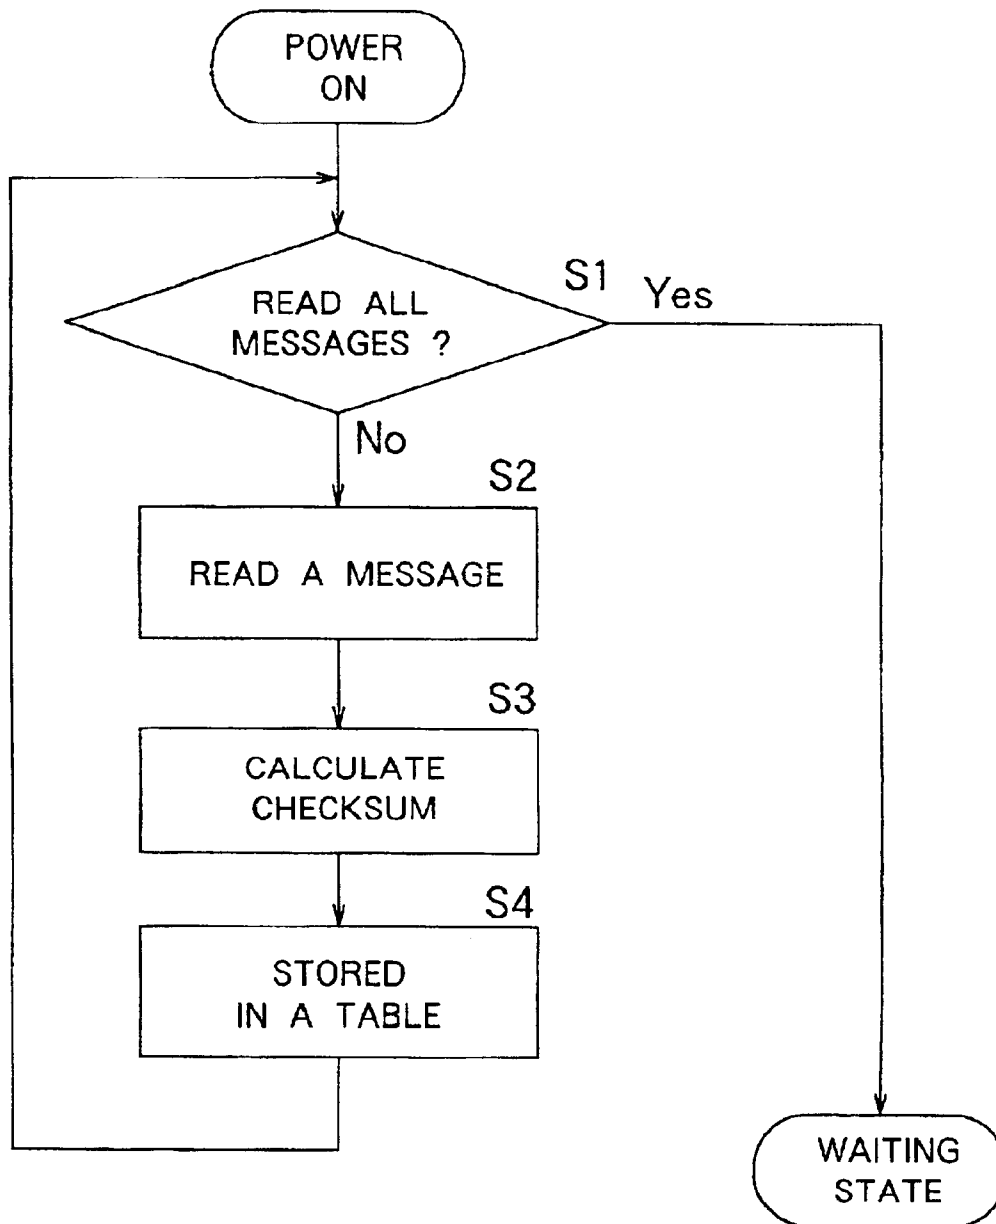 POWER
ON
S1
Yes
READ ALL
MESSAGES ?
No
S2
READ A MESSAGE
S3
CALCULATE
CHECKSUM
S4
STORED
IN A TABLE
WAITING
STATE